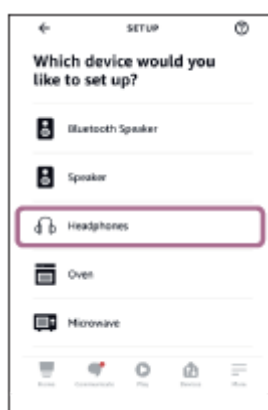 SETUP
Which device would you
like to set up?
Bluetooth Speaker
Speaker
Headphones
Oven
Microwave
Home Communicate Play Devices More